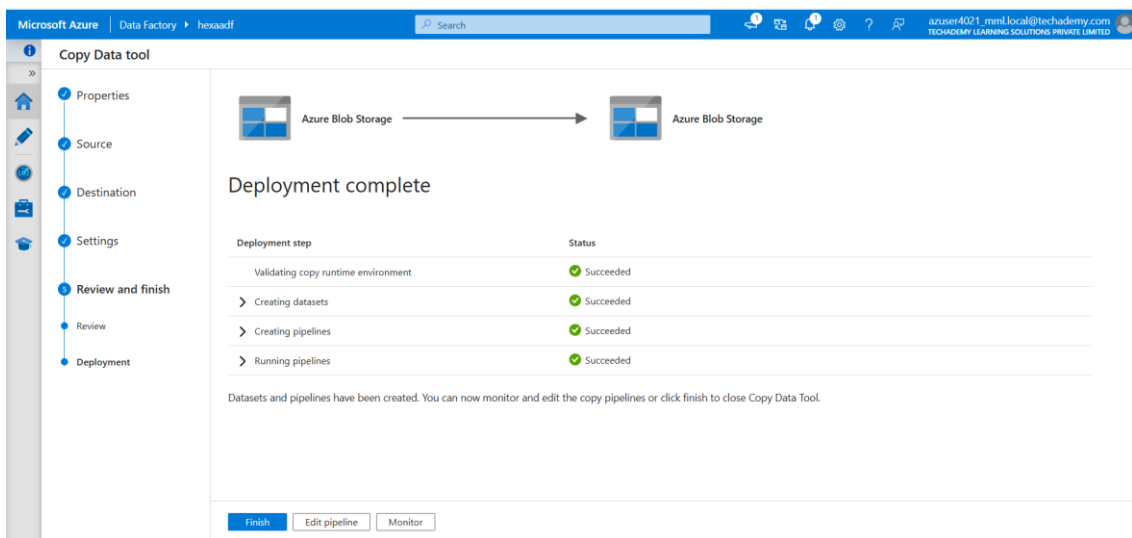 Microsoft Azure | Data Factory ▸ hexaadf
Search
1
1
azuser4021_mml.local@techademy.com
TECHADEMY LEARNING SOLUTIONS PRIVATE LIMITED
Copy Data tool
Properties
Source
Destination
Settings
5 Review and finish
Review
Deployment
Azure Blob Storage
Azure Blob Storage
Deployment complete
Deployment step Status
Validating copy runtime environment Succeeded
Creating datasets Succeeded
Creating pipelines Succeeded
Running pipelines Succeeded
Datasets and pipelines have been created. You can now monitor and edit the copy pipelines or click finish to close Copy Data Tool.
Finish Edit pipeline Monitor